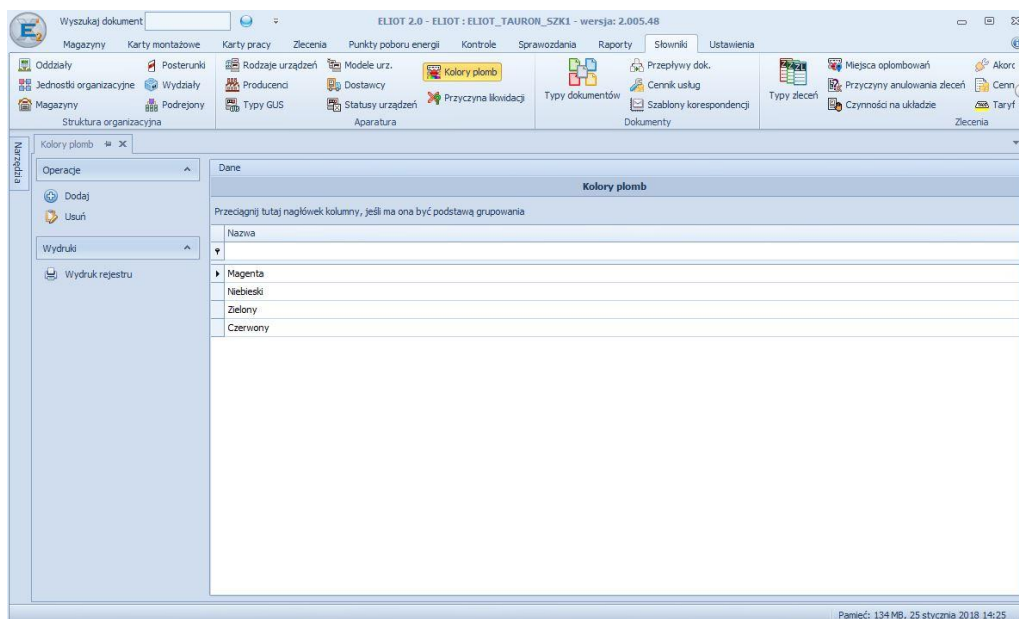 Wyszukaj dokument
ELIOT 2.0 - ELIOT : ELIOT_TAURON_SZK1 - wersja: 2.005.48
Magazyny Karty montażowe Karty pracy Zlecenia Punkty poboru energii Kontrole Sprawozdania Raporty Słowniki Ustawienia
Oddziały Posterunki Rodzaje urządzeń Modele urz. Kolory plomb Typy dokumentów Przepływy dok. Typy zleceń Miejsca oplombowań Akorc
Jednostki organizacyjne Wydziały Producenci Dostawcy Przyczyna likwidacji Cennik usług Przyczyny anulowania zleceń Cenn
Magazyny Podrejony Typy GUS Statusy urządzeń Szablony korespondencji Czynności na układzie Taryf
Struktura organizacyjna Aparatura Dokumenty Zlecenia
Narzędzia
Kolory plomb
Operacje
Dodaj
Usuń
Wydruki
Wydruk rejestru
Dane
Kolory plomb
Przeciągnij tutaj nagłówek kolumny, jeśli ma ona być podstawą grupowania
Nazwa
Magenta
Niebieski
Zielony
Czerwony
Pamięć: 134 MB, 25 stycznia 2018 14:25